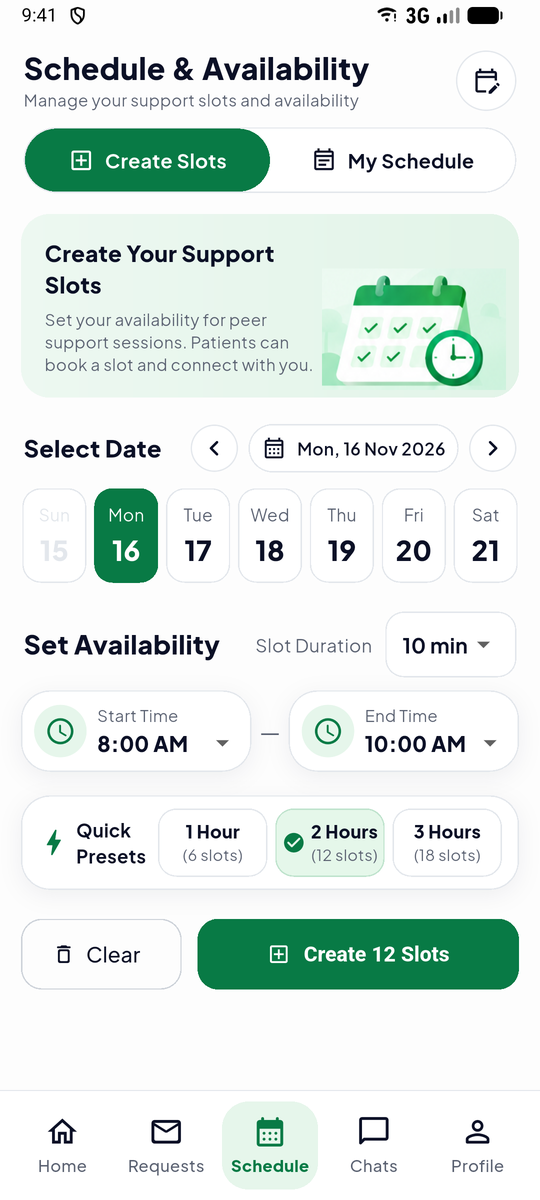 9:41
3G
Schedule & Availability
Manage your support slots and availability
Create Slots
My Schedule
Create Your Support
Slots
Set your availability for peer
support sessions. Patients can
book a slot and connect with you.
Select Date
Mon, 16 Nov 2026
Sun Mon Tue Wed Thu Fri Sat
15 16 17 18 19 20 21
Set Availability
Slot Duration
10 min
Start Time
8:00 AM
—
End Time
10:00 AM
Quick
Presets
1 Hour
(6 slots)
2 Hours
(12 slots)
3 Hours
(18 slots)
Clear
Create 12 Slots
Home
Requests
Schedule
Chats
Profile